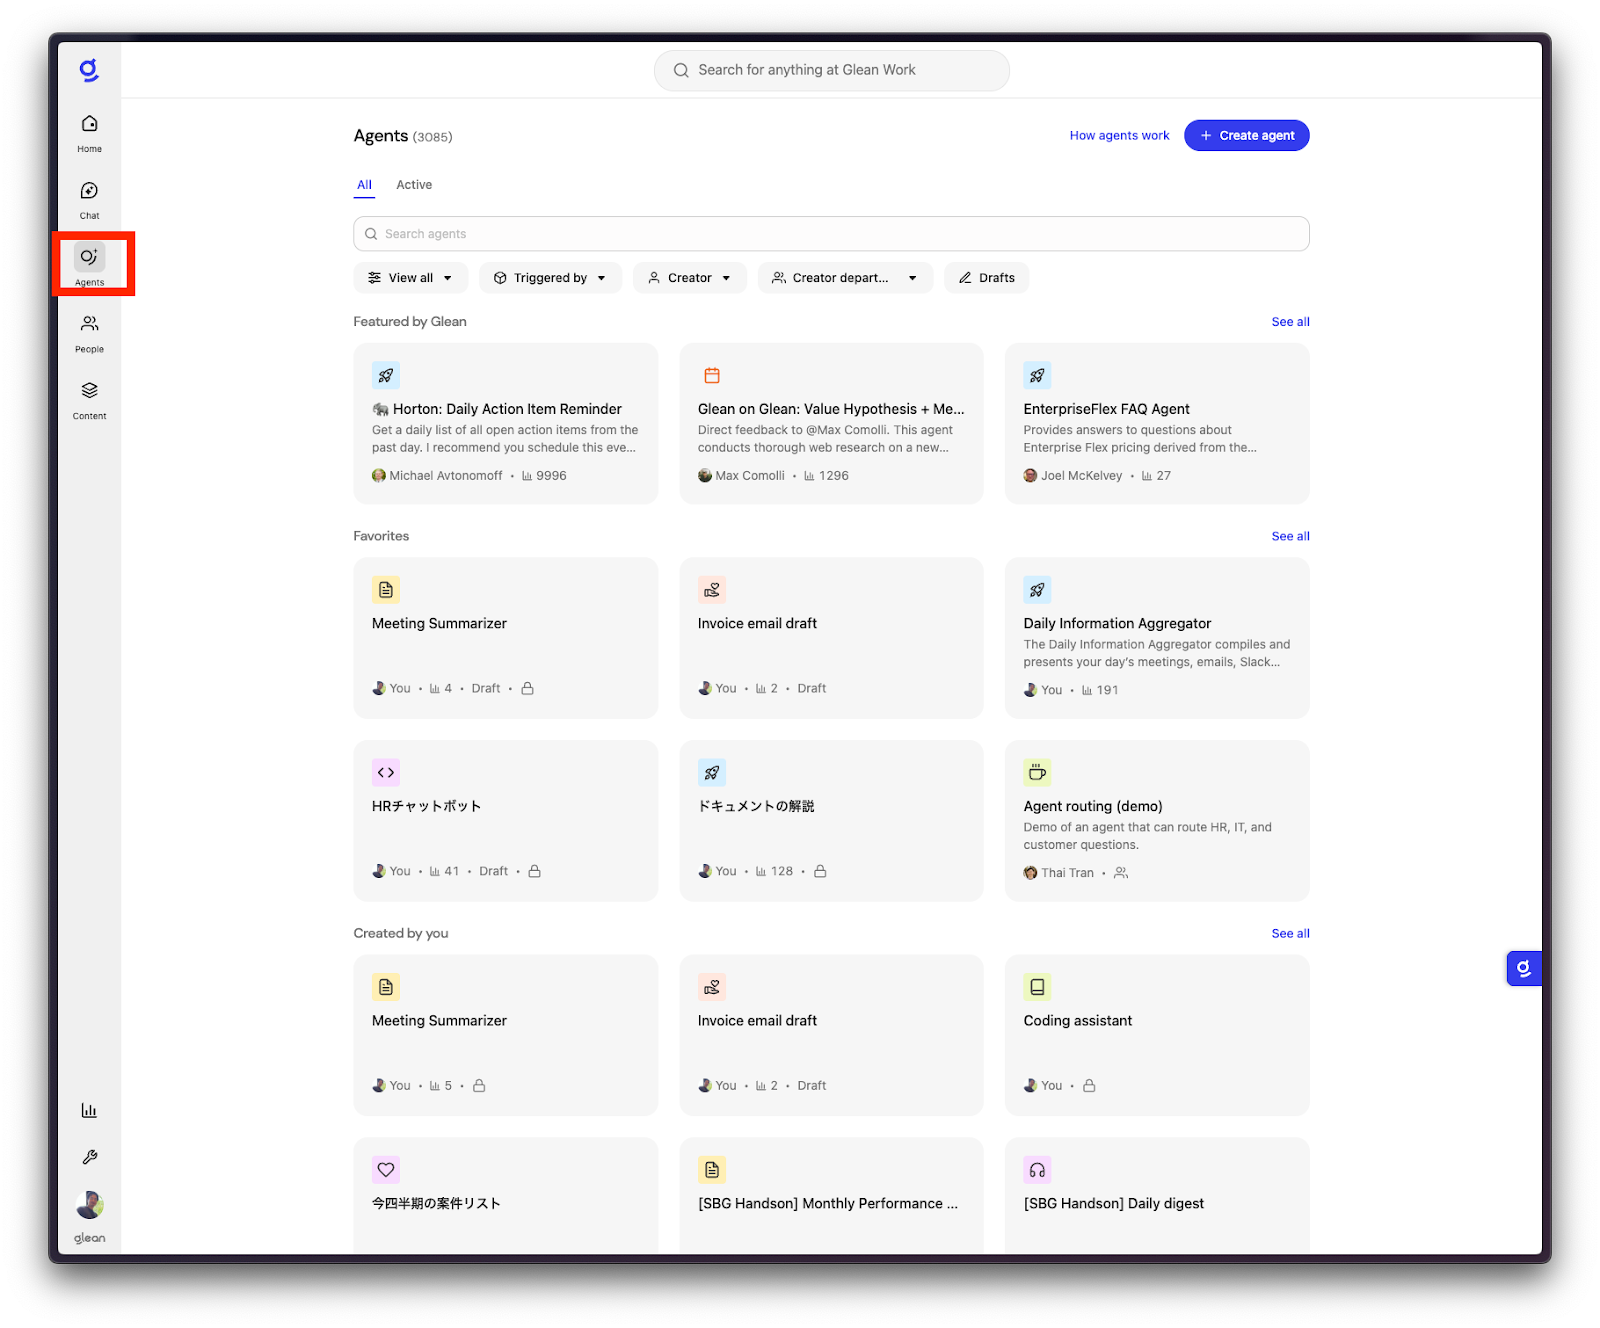 Search for anything at Glean Work
Home
Chat
Agents
People
Content
glean
Agents (3085)
How agents work
Create agent
All
Active
Search agents
View all
Triggered by
Creator
Creator depart...
Drafts
Featured by Glean
See all
🐘 Horton: Daily Action Item Reminder
Get a daily list of all open action items from the
past day. I recommend you schedule this eve...
Michael Avtonomoff • 9996
Glean on Glean: Value Hypothesis + Me...
Direct feedback to @Max Comolli. This agent
conducts thorough web research on a new...
Max Comolli • 1296
EnterpriseFlex FAQ Agent
Provides answers to questions about
Enterprise Flex pricing derived from the...
Joel McKelvey • 27
Favorites
See all
Meeting Summarizer
You • 4 • Draft •
Invoice email draft
You • 2 • Draft
Daily Information Aggregator
The Daily Information Aggregator compiles and
presents your day's meetings, emails, Slack...
You • 191
HRチャットボット
You • 41 • Draft •
ドキュメントの解説
You • 128 •
Agent routing (demo)
Demo of an agent that can route HR, IT, and
customer questions.
Thai Tran •
Created by you
See all
Meeting Summarizer
You • 5 •
Invoice email draft
You • 2 • Draft
Coding assistant
You •
今四半期の案件リスト
[SBG Handson] Monthly Performance ...
[SBG Handson] Daily digest